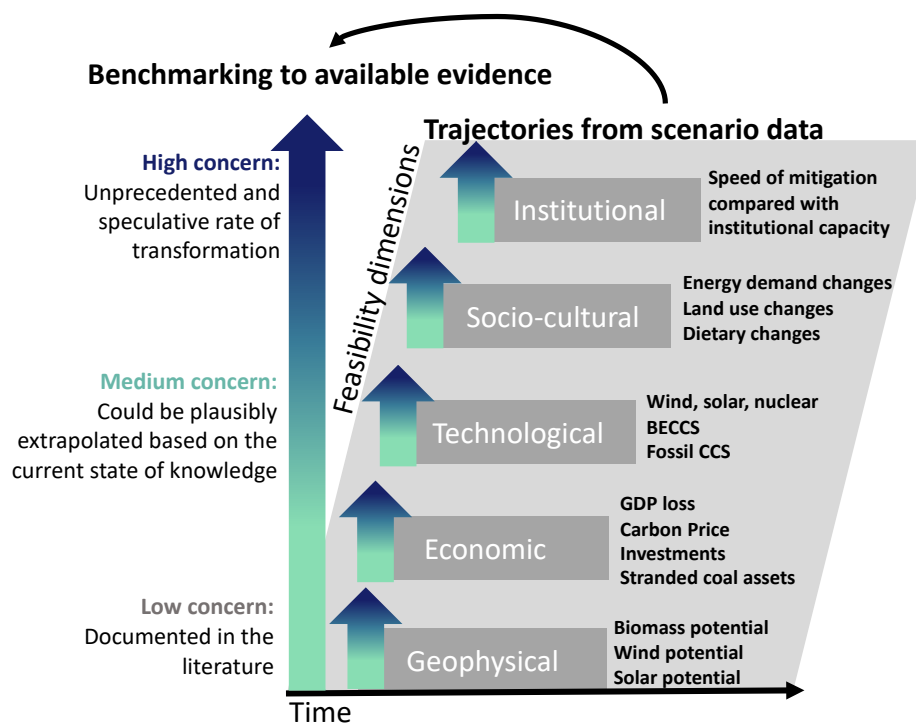 Benchmarking to available evidence
Trajectories from scenario data
High concern:
Unprecedented and
speculative rate of
transformation
Medium concern:
Could be plausibly
extrapolated based on the
current state of knowledge
Low concern:
Documented in the
literature
Feasibility dimensions
Institutional
Speed of mitigation
compared with
institutional capacity
Socio-cultural
Energy demand changes
Land use changes
Dietary changes
Technological
Wind, solar, nuclear
BECCS
Fossil CCS
Economic
GDP loss
Carbon Price
Investments
Stranded coal assets
Geophysical
Biomass potential
Wind potential
Solar potential
Time